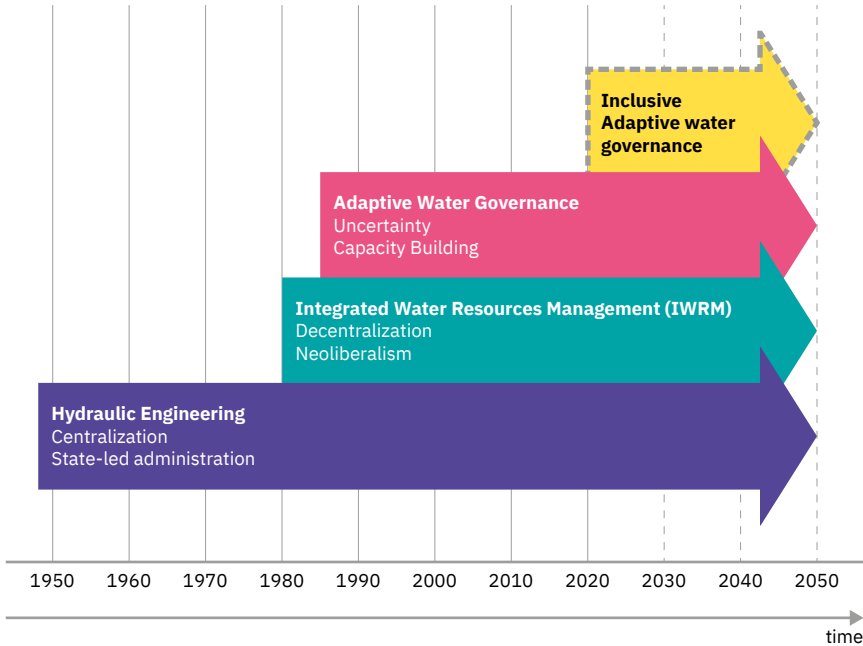 Inclusive
Adaptive water
governance
Adaptive Water Governance
Uncertainty
Capacity Building
Integrated Water Resources Management (IWRM)
Decentralization
Neoliberalism
Hydraulic Engineering
Centralization
State-led administration
1950 1960 1970 1980 1990 2000 2010 2020 2030 2040 2050
time